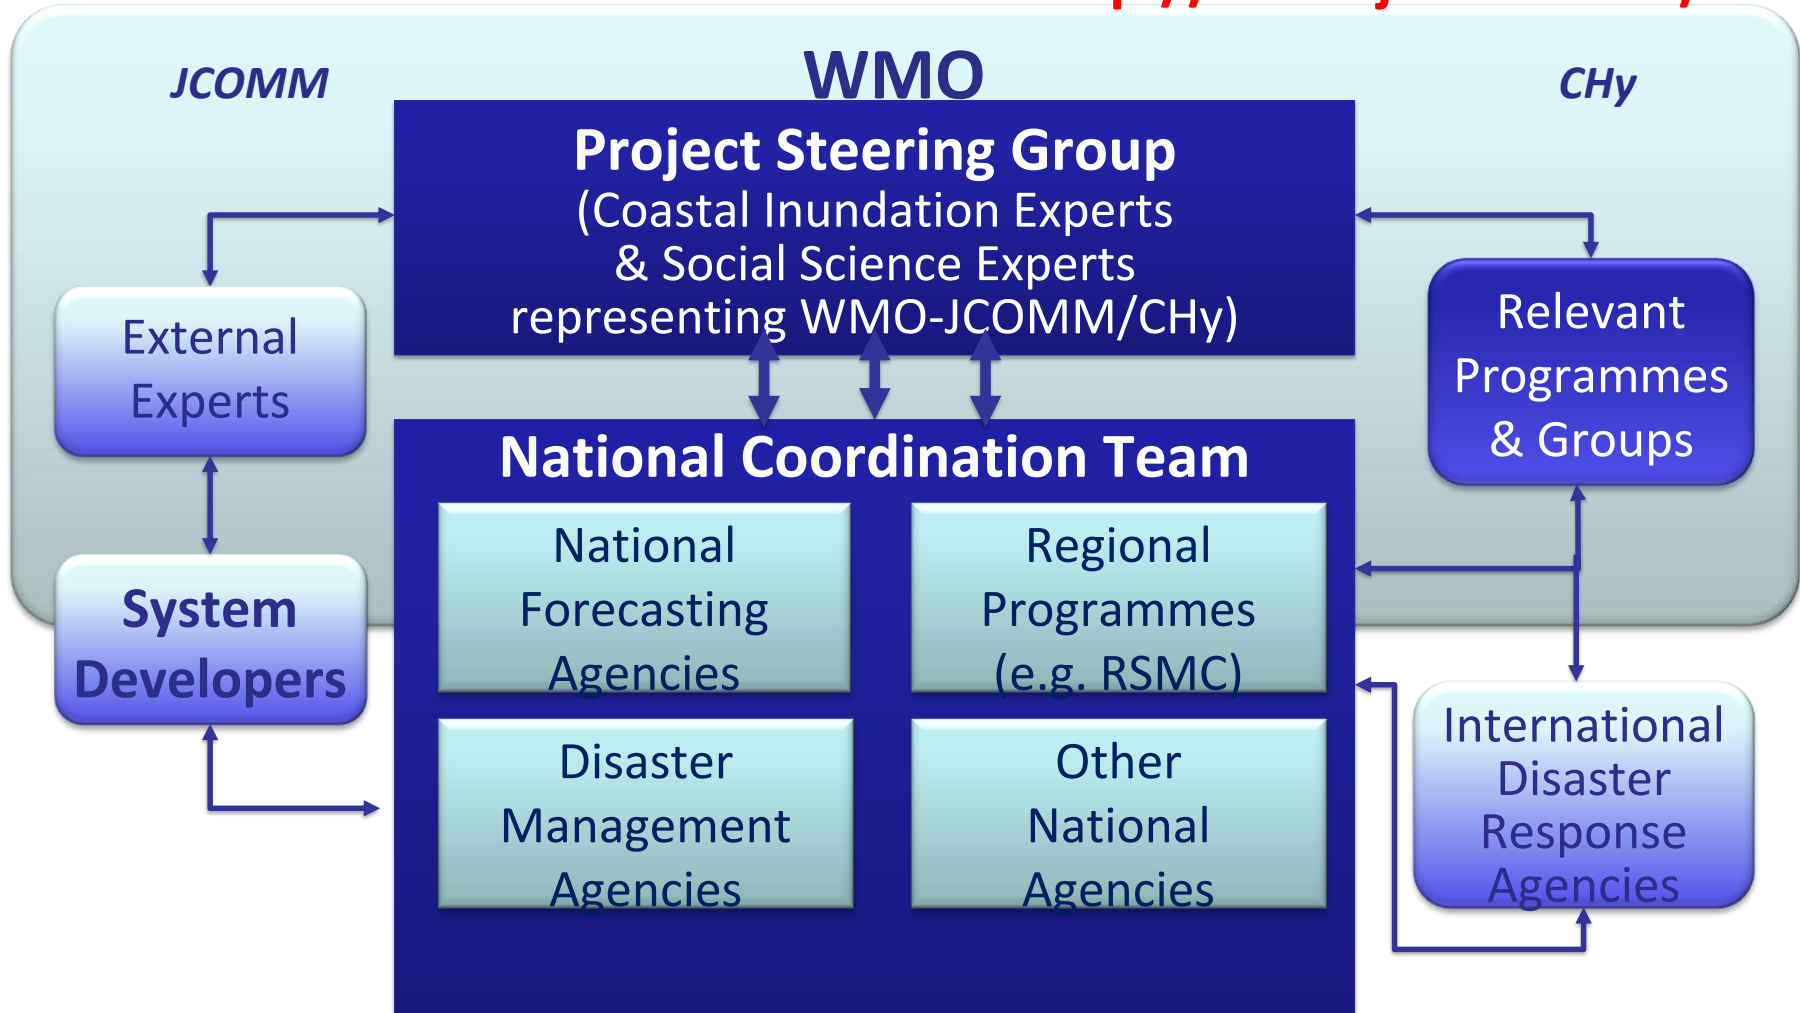 WMO
JCOMM
CHy
Project Steering Group
(Coastal Inundation Experts
& Social Science Experts
representing WMO-JCOMM/CHy)
External
Experts
Relevant
Programmes
& Groups
National Coordination Team
National
Forecasting
Agencies
Regional
Programmes
(e.g. RSMC)
System
Developers
Disaster
Management
Agencies
Other
National
Agencies
International
Disaster
Response
Agencies